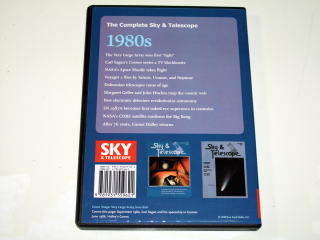 The Complete Sky & Telescope
1980s
The Very Large Array sees first "light"
Carl Sagan's Cosmos series a TV blockbuster
NASA's Space Shuttle takes flight
Voyager 2 flies by Saturn, Uranus, and Neptune
Dobsonian telescopes come of age
Margaret Geller and John Huchra map the cosmic web
New electronic detectors revolutionize astronomy
SN 1987A becomes first naked-eye supernova in centuries
NASA's COBE satellite confirms the Big Bang
After 76 years, Comet Halley returns
SKY
& TELESCOPE
Sky &
Telescope
Sky &
Telescope